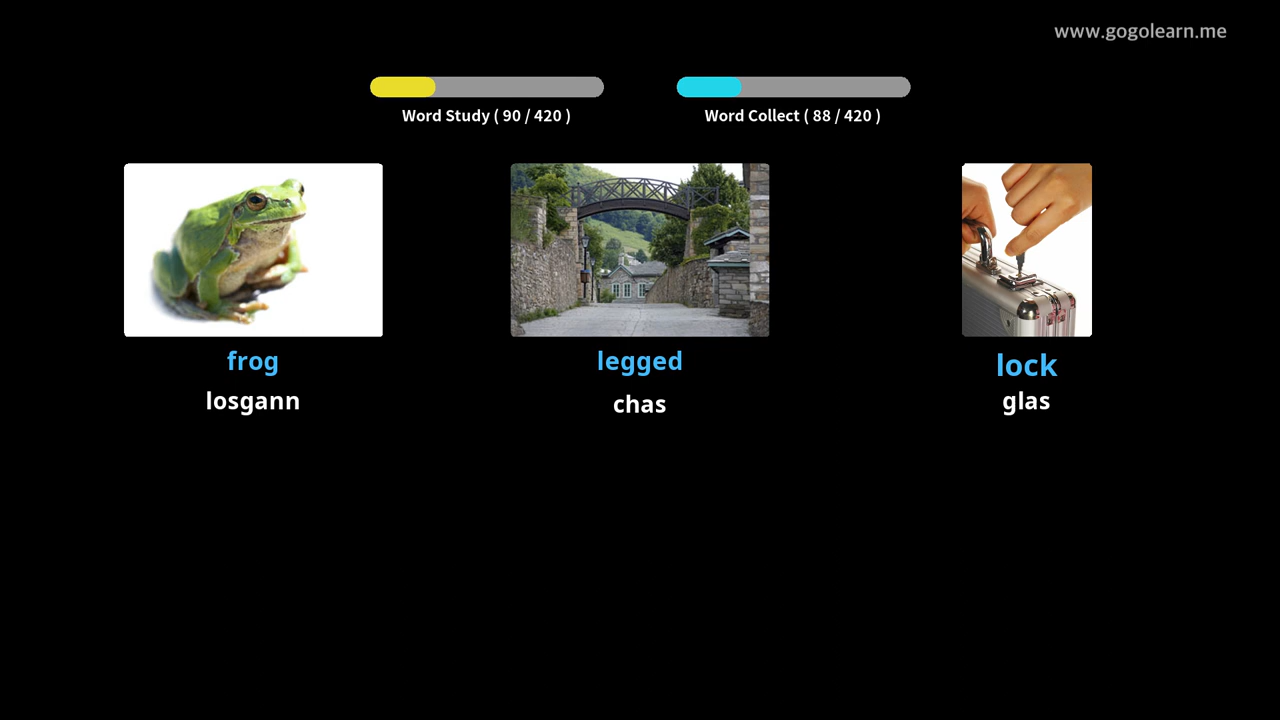 www.gogolearn.me
Word Study ( 90 / 420 )
Word Collect ( 88 / 420 )
frog
losgann
legged
chas
lock
glas